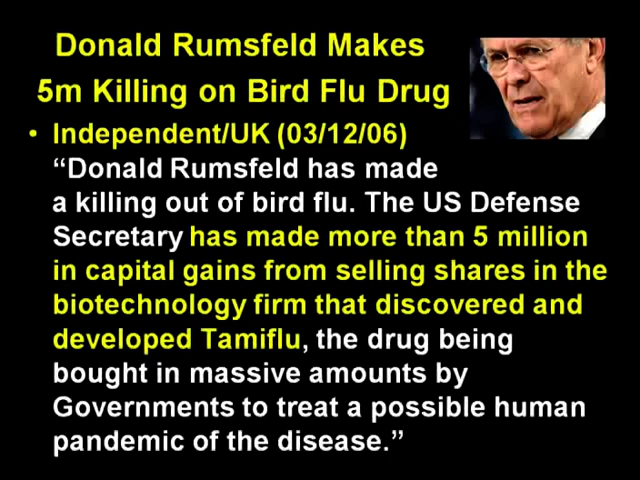 Donald Rumsfeld Makes
5m Killing on Bird Flu Drug
• Independent/UK (03/12/06)
“Donald Rumsfeld has made
a killing out of bird flu. The US Defense
Secretary has made more than 5 million
in capital gains from selling shares in the
biotechnology firm that discovered and
developed Tamiflu, the drug being
bought in massive amounts by
Governments to treat a possible human
pandemic of the disease.”